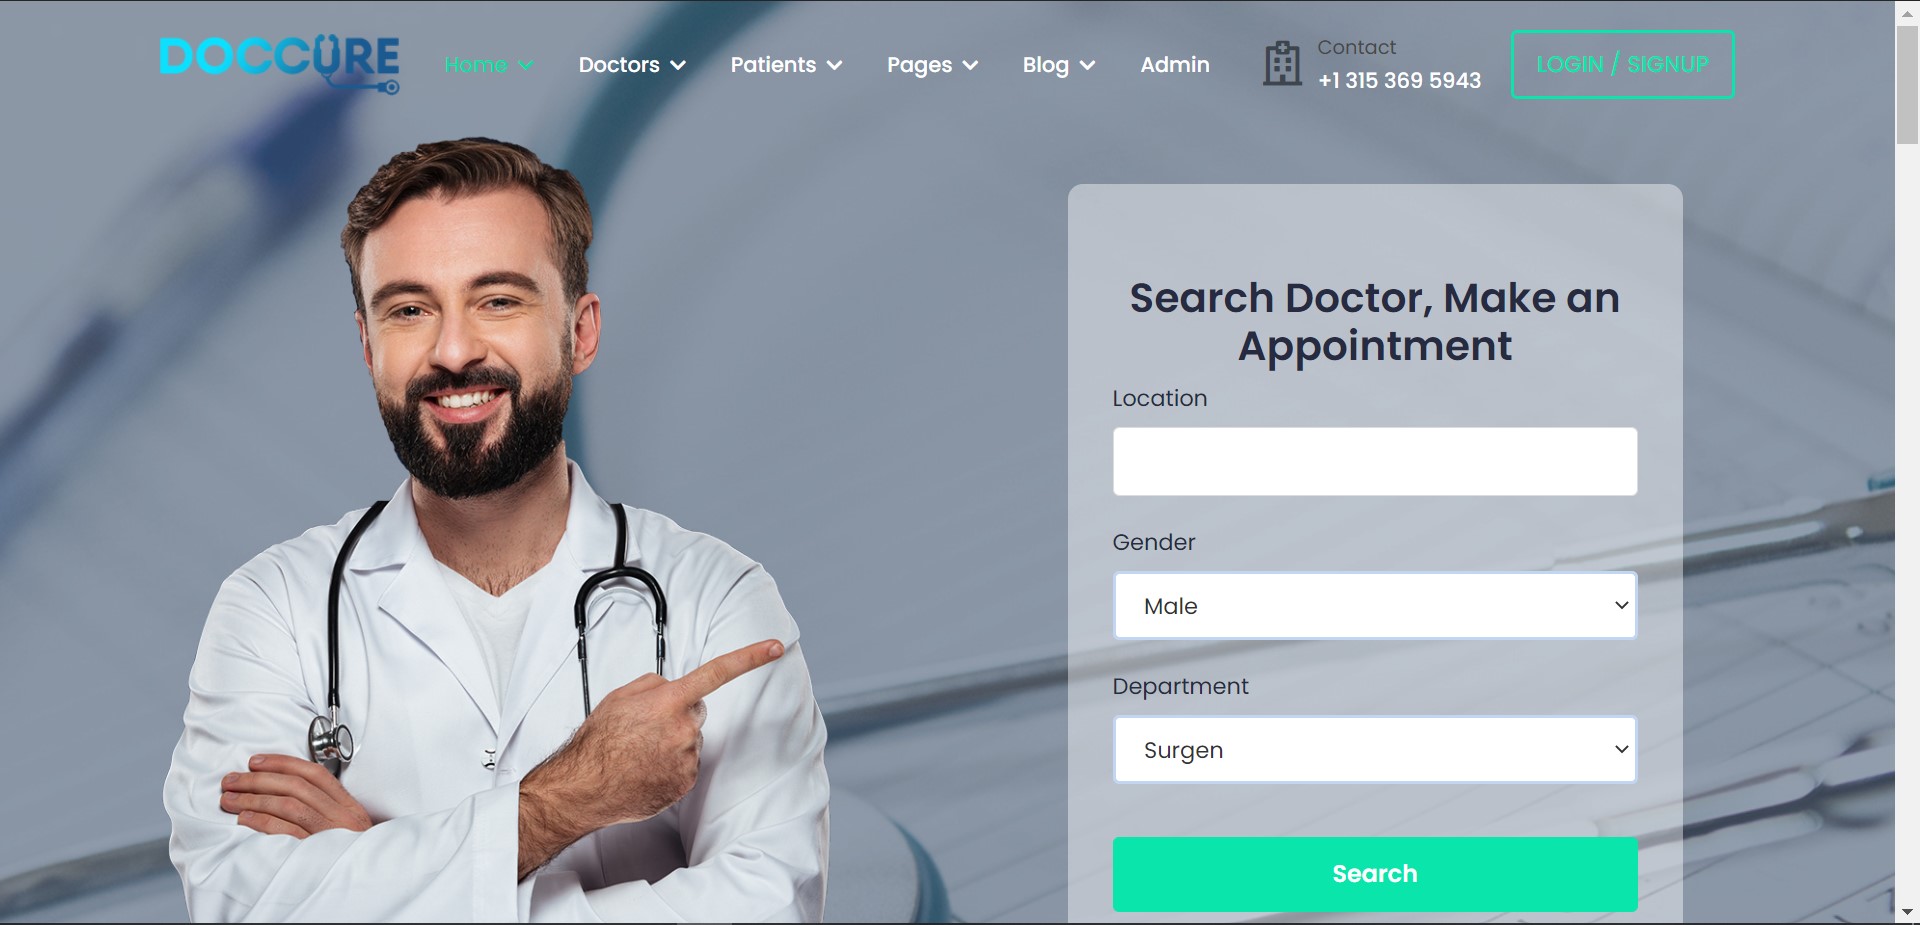 DOCCURE
Home
Doctors
Patients
Pages
Blog
Admin
Contact
+1 315 369 5943
LOGIN / SIGNUP
Search Doctor, Make an
Appointment
Location
Gender
Male
Department
Surgen
Search